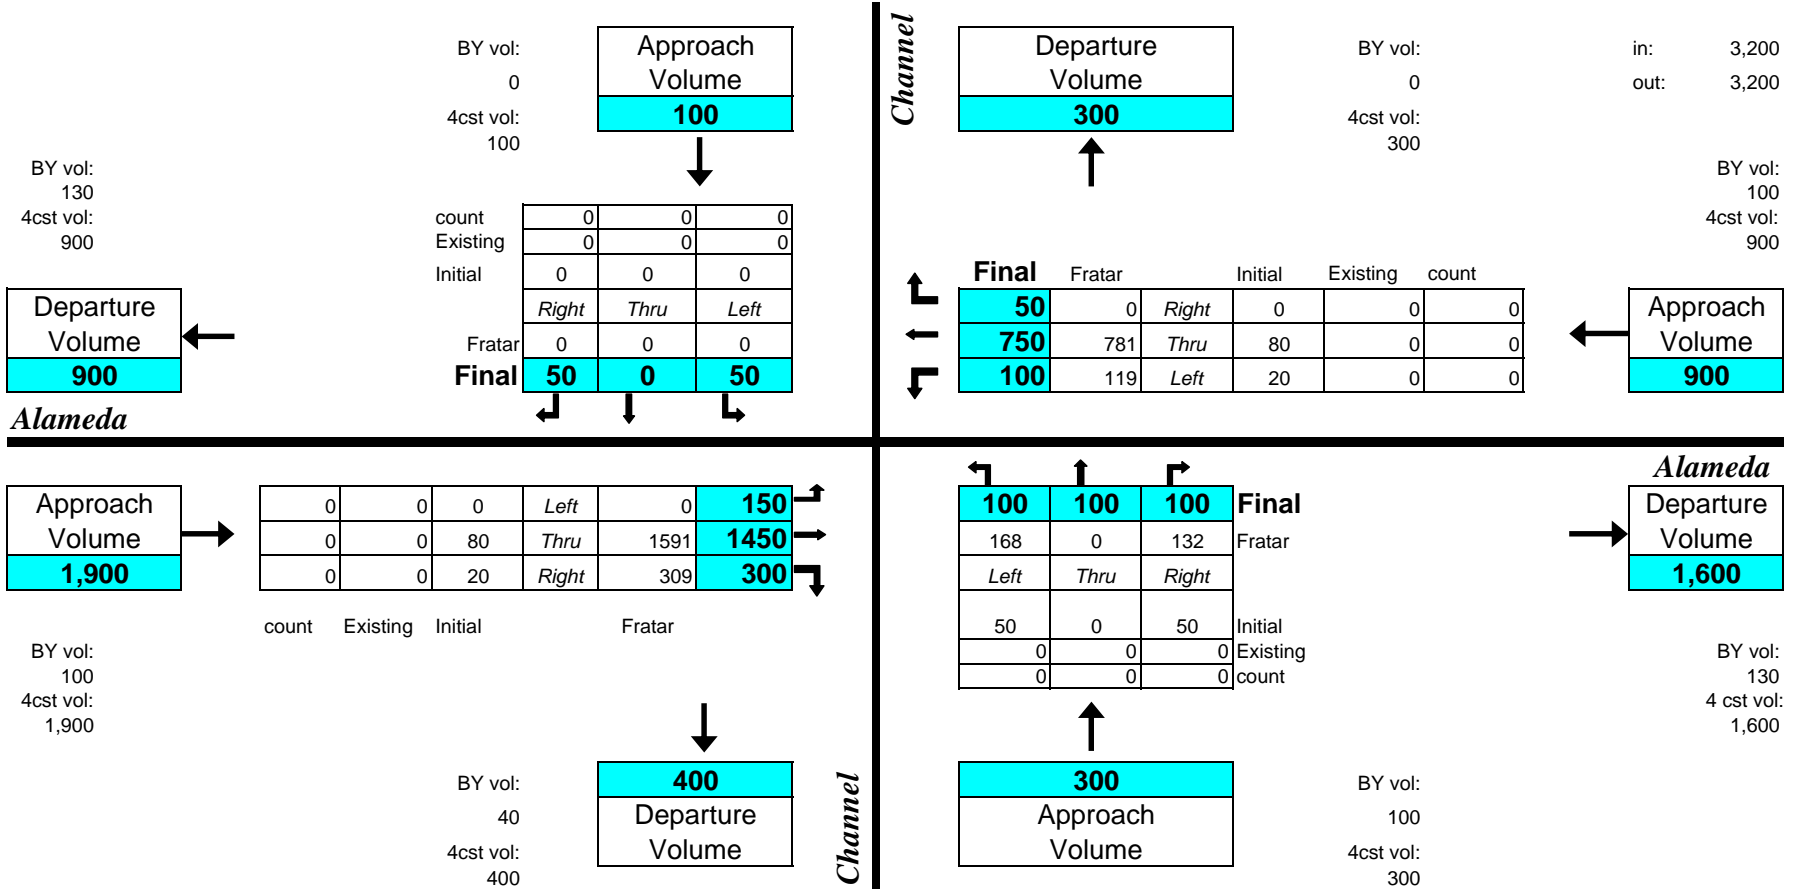 BY vol:
0
4cst vol:
100
Approach
Volume
100
Channel
Departure
Volume
300
BY vol:
0
4cst vol:
300
in: 3,200
out: 3,200
BY vol:
130
4cst vol:
900
BY vol:
100
4cst vol:
900
count 0 0 0
Existing 0 0 0
Initial 0 0 0
Right Thru Left
Fratar 0 0 0
Final 50 0 50
Departure
Volume
900
Alameda
Final Fratar Initial Existing count
50 0 Right 0 0 0
750 781 Thru 80 0 0
100 119 Left 20 0 0
Approach
Volume
900
Approach
Volume
1,900
0 0 0 Left 0 150
0 0 80 Thru 1591 1450
0 0 20 Right 309 300
count Existing Initial Fratar
BY vol:
100
4cst vol:
1,900
100 100 100 Final
168 0 132 Fratar
Left Thru Right
50 0 50 Initial
0 0 0 Existing
0 0 0 count
Alameda
Departure
Volume
1,600
BY vol:
130
4 cst vol:
1,600
BY vol:
40
4cst vol:
400
400
Departure
Volume
Channel
300
Approach
Volume
BY vol:
100
4cst vol:
300